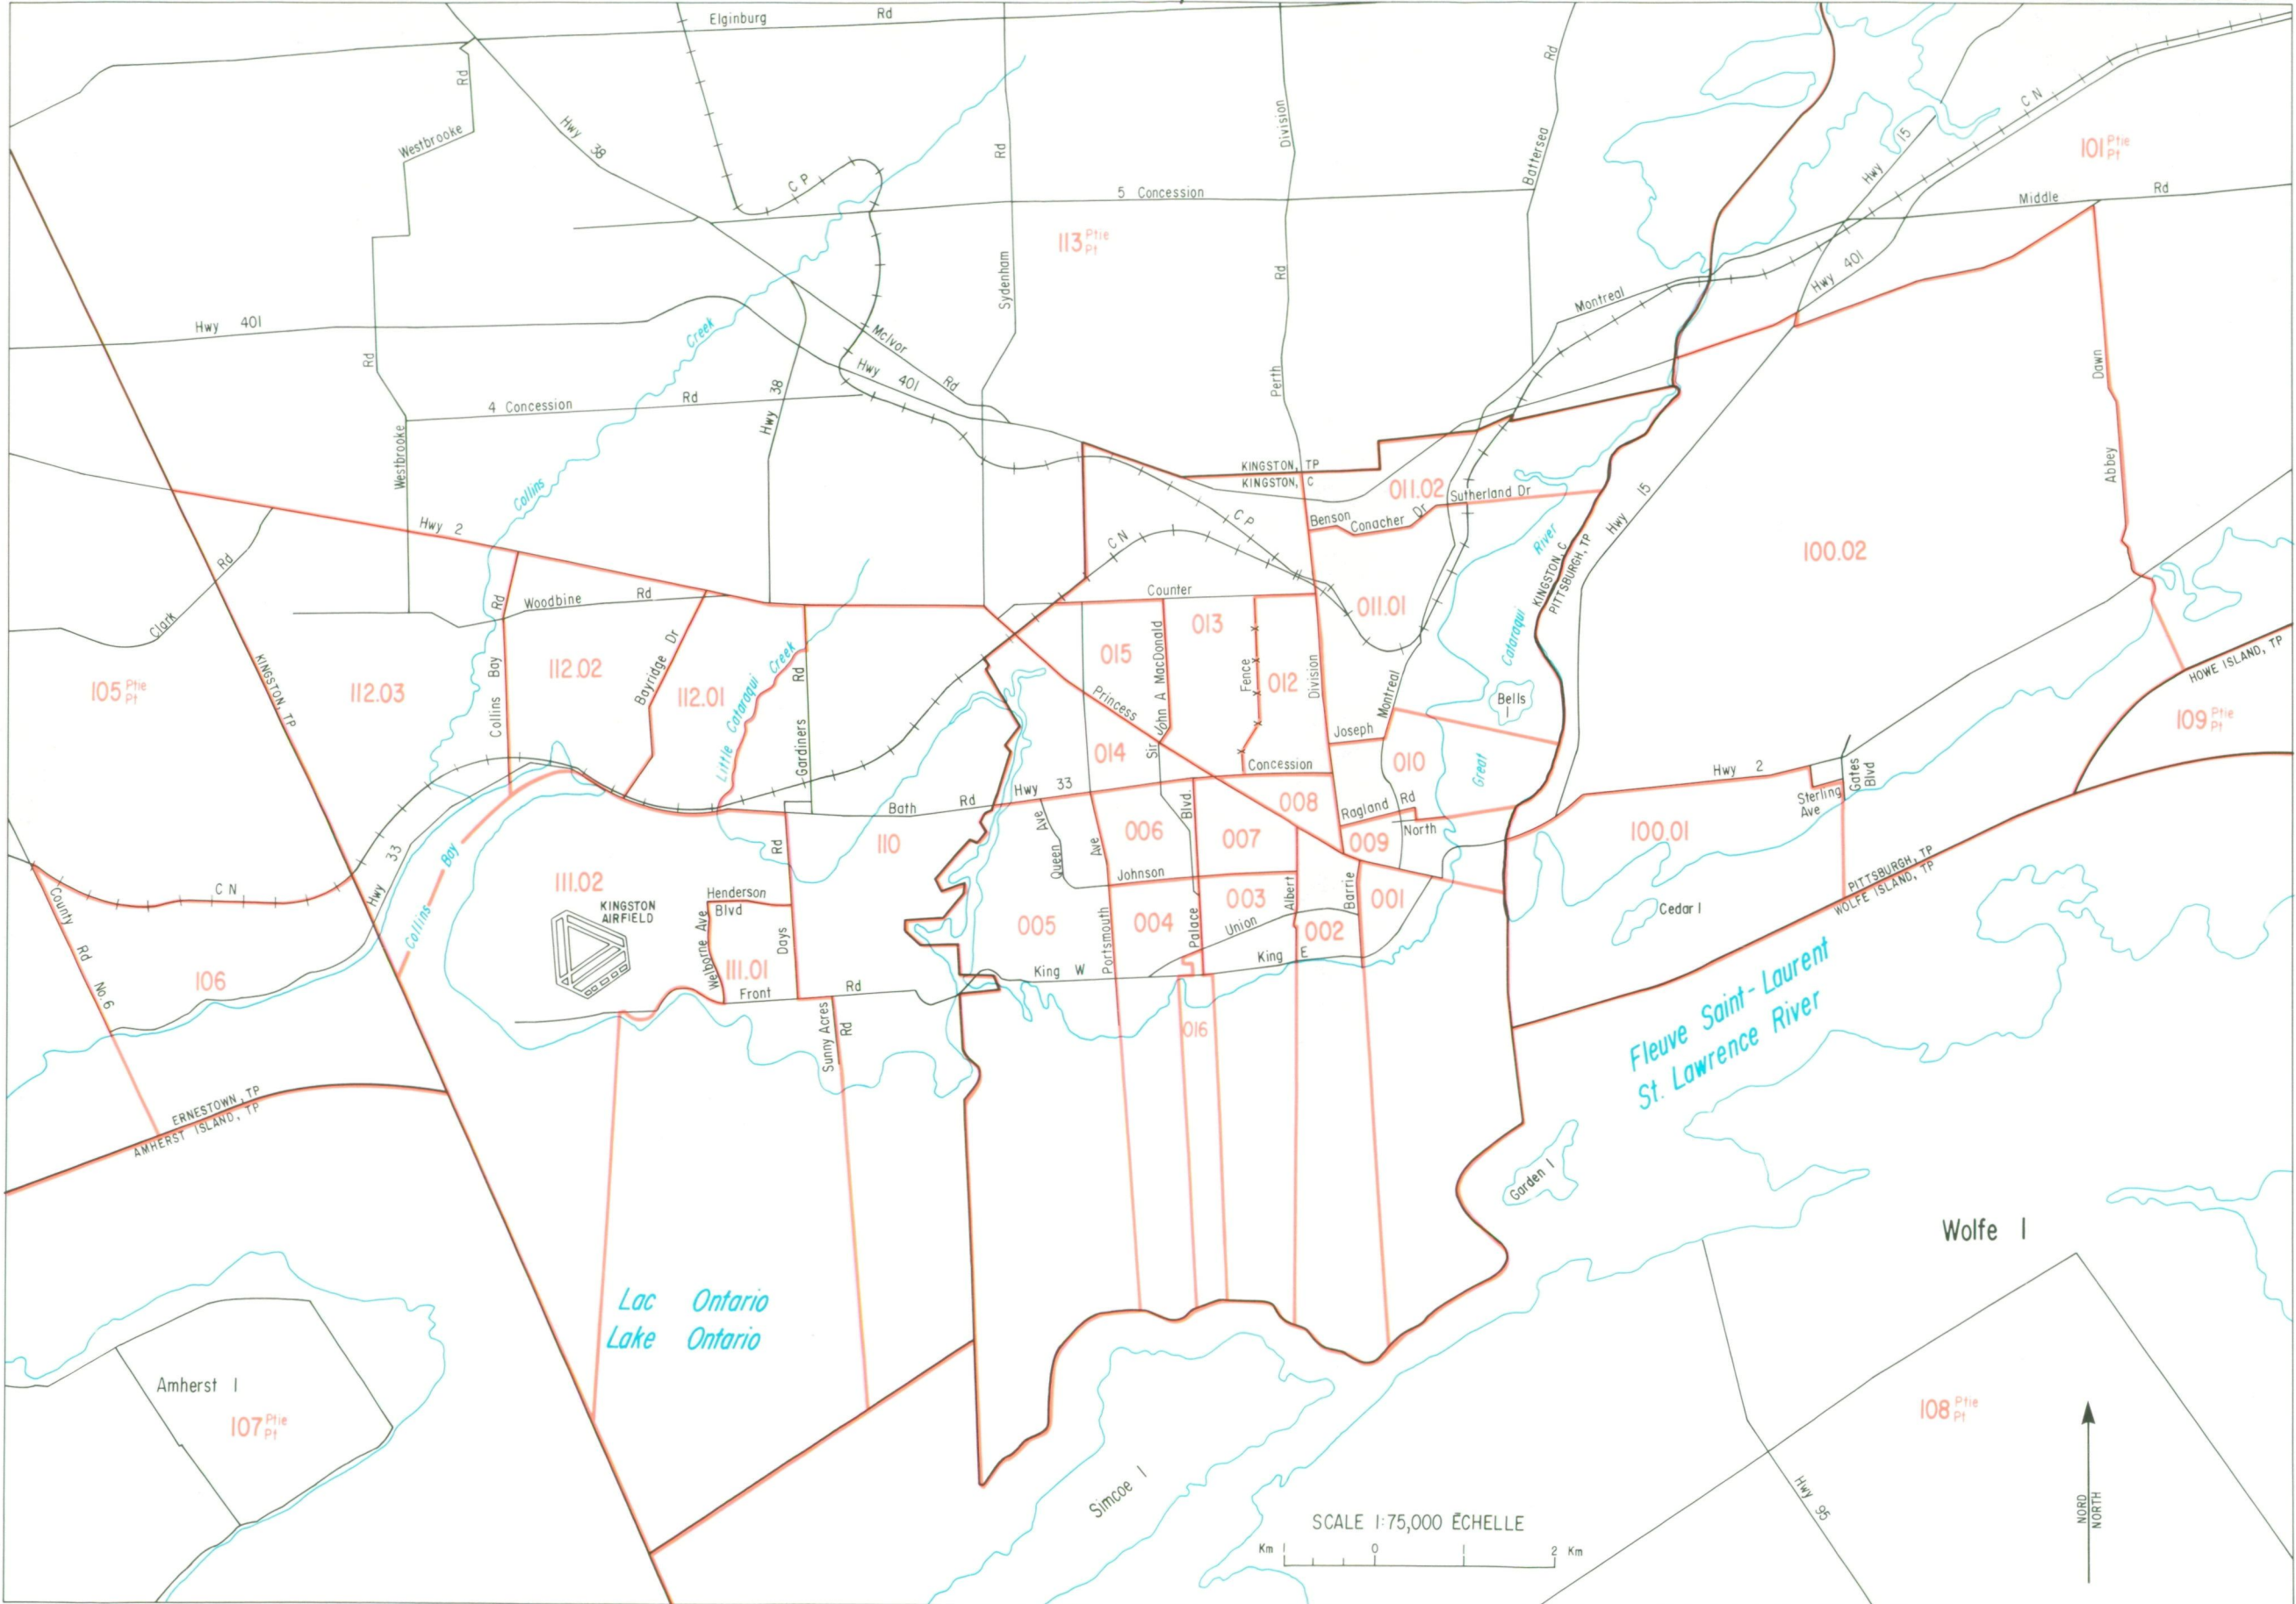 Elginburg Rd
Rd
Westbrooke
Hwy 38
C P
Rd
Division
Battersea Rd
C N
Hwy 15
101 Ptie Pt
Middle Rd
5 Concession
113 Ptie Pt
Sydenham
Rd
Hwy 401
Montreal
Hwy 401
Rd
Creek
McIvor Rd
Hwy 401
Perth
Dawn
4 Concession Rd
Hwy 38
Westbrooke
Abbey
KINGSTON, TP
KINGSTON, C
011.02
Sutherland Dr
Benson
Conacher Dr
Collins
Hwy 15
Hwy 2
C P
C N
River
KINGSTON, C
PITTSBURGH, TP
100.02
Clark Rd
Rd
Woodbine Rd
Counter
011.01
013
Cataraqui
015
Sir John A MacDonald
Fence
012
Division
Bayridge Dr
Little Cataraqui Creek
Rd
KINGSTON, TP
HOWE ISLAND, TP
105 Ptie Pt
112.03
112.02
112.01
Collins Bay
Princess
Montreal
Bells I
109 Ptie Pt
Joseph
014
Gardiners
Concession
010
Great
Hwy 2
Gates Blvd
Sterling Ave
Hwy 33
Bath Rd
008
Ragland Rd
North
Blvd.
006
007
009
100.01
Queen Ave
Ave
110
Rd
Hwy 33
Bay
C N
111.02
Johnson
PITTSBURGH, TP
WOLFE ISLAND, TP
Henderson
Blvd
KINGSTON
AIRFIELD
County Rd No. 6
Collins
Welborne Ave
Days
005
Portsmouth
004
Palace
003
Albert
Barrie
001
Cedar I
Union
002
106
111.01
King W
King E
Front Rd
Sunny Acres Rd
016
Fleuve Saint-Laurent
St. Lawrence River
ERNESTOWN, TP
AMHERST ISLAND, TP
Garden I
Wolfe I
Lac Ontario
Lake Ontario
Amherst I
107 Ptie Pt
108 Ptie Pt
Simcoe I
Hwy 95
NORD
NORTH
SCALE 1:75,000 ÉCHELLE
Km 1 0 1 2 Km